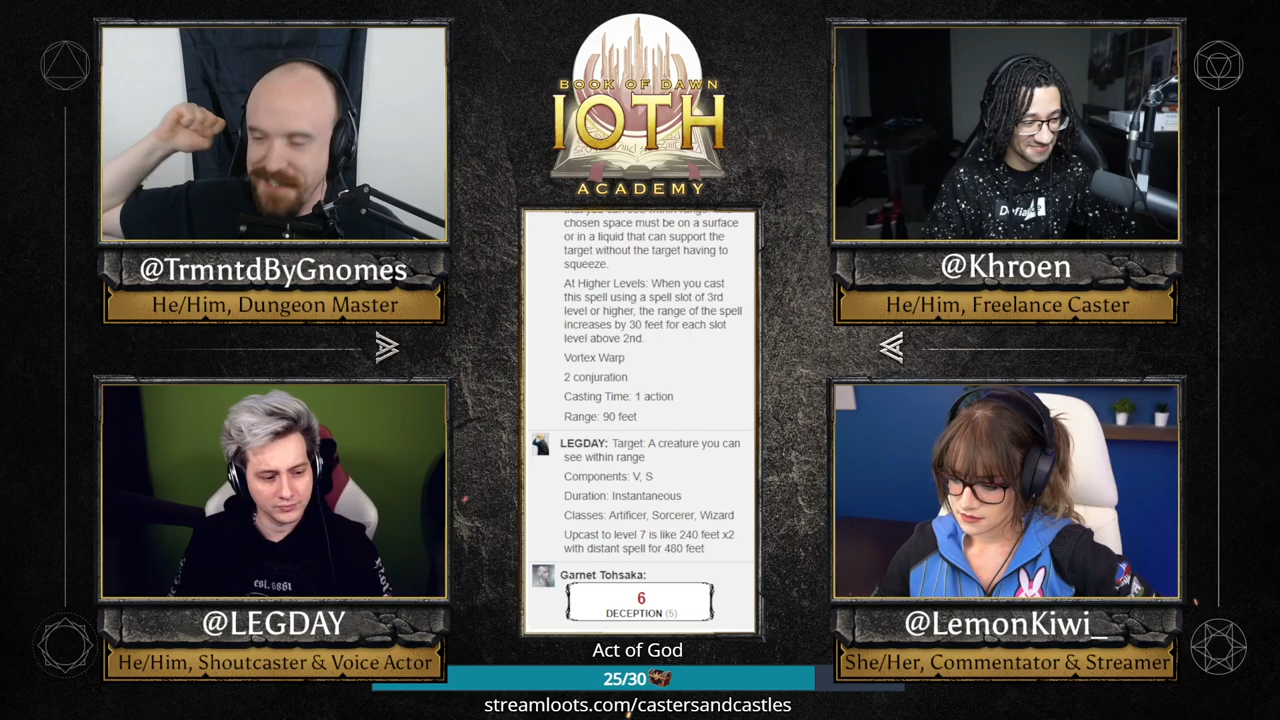 BOOK OF DAWN
IOTH
ACADEMY
@TrmntdByGnomes
He/Him, Dungeon Master
@Khroen
He/Him, Freelance Caster
chosen space must be on a surface
or in a liquid that can support the
target without the target having to
squeeze.
At Higher Levels: When you cast
this spell using a spell slot of 3rd
level or higher, the range of the spell
increases by 30 feet for each slot
level above 2nd.
Vortex Warp
2 conjuration
Casting Time: 1 action
Range: 90 feet
LEGDAY: Target: A creature you can
see within range
Components: V, S
Duration: Instantaneous
Classes: Artificer, Sorcerer, Wizard
Upcast to level 7 is like 240 feet x2
with distant spell for 480 feet
Garnet Tohsaka:
6
DECEPTION (5)
est. 1989
@LEGDAY
He/Him, Shoutcaster & Voice Actor
@LemonKiwi_
She/Her, Commentator & Streamer
Act of God
25/30
streamloots.com/castersandcastles